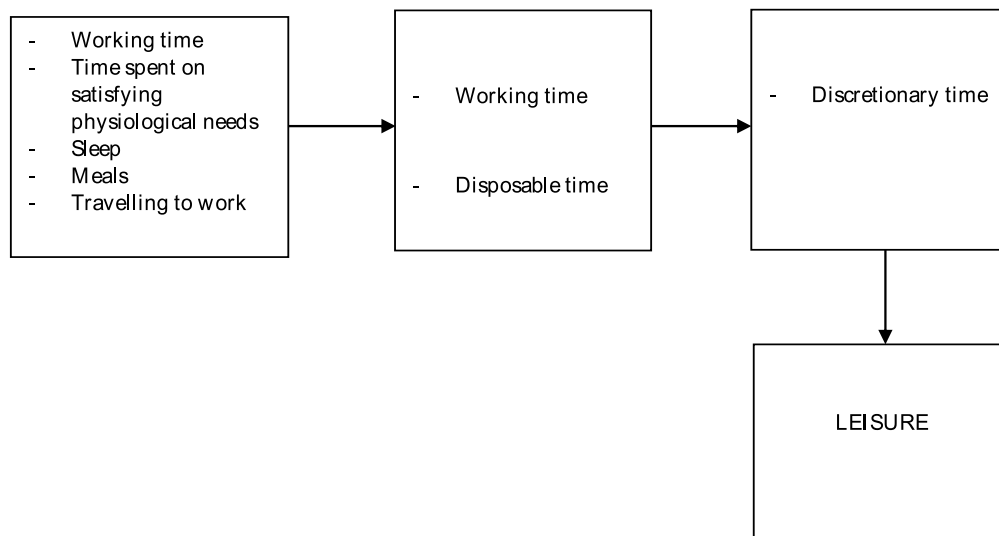 - Working time
- Time spent on
satisfying
physiological needs
- Sleep
- Meals
- Travelling to work
- Working time
- Disposable time
- Discretionary time
LEISURE